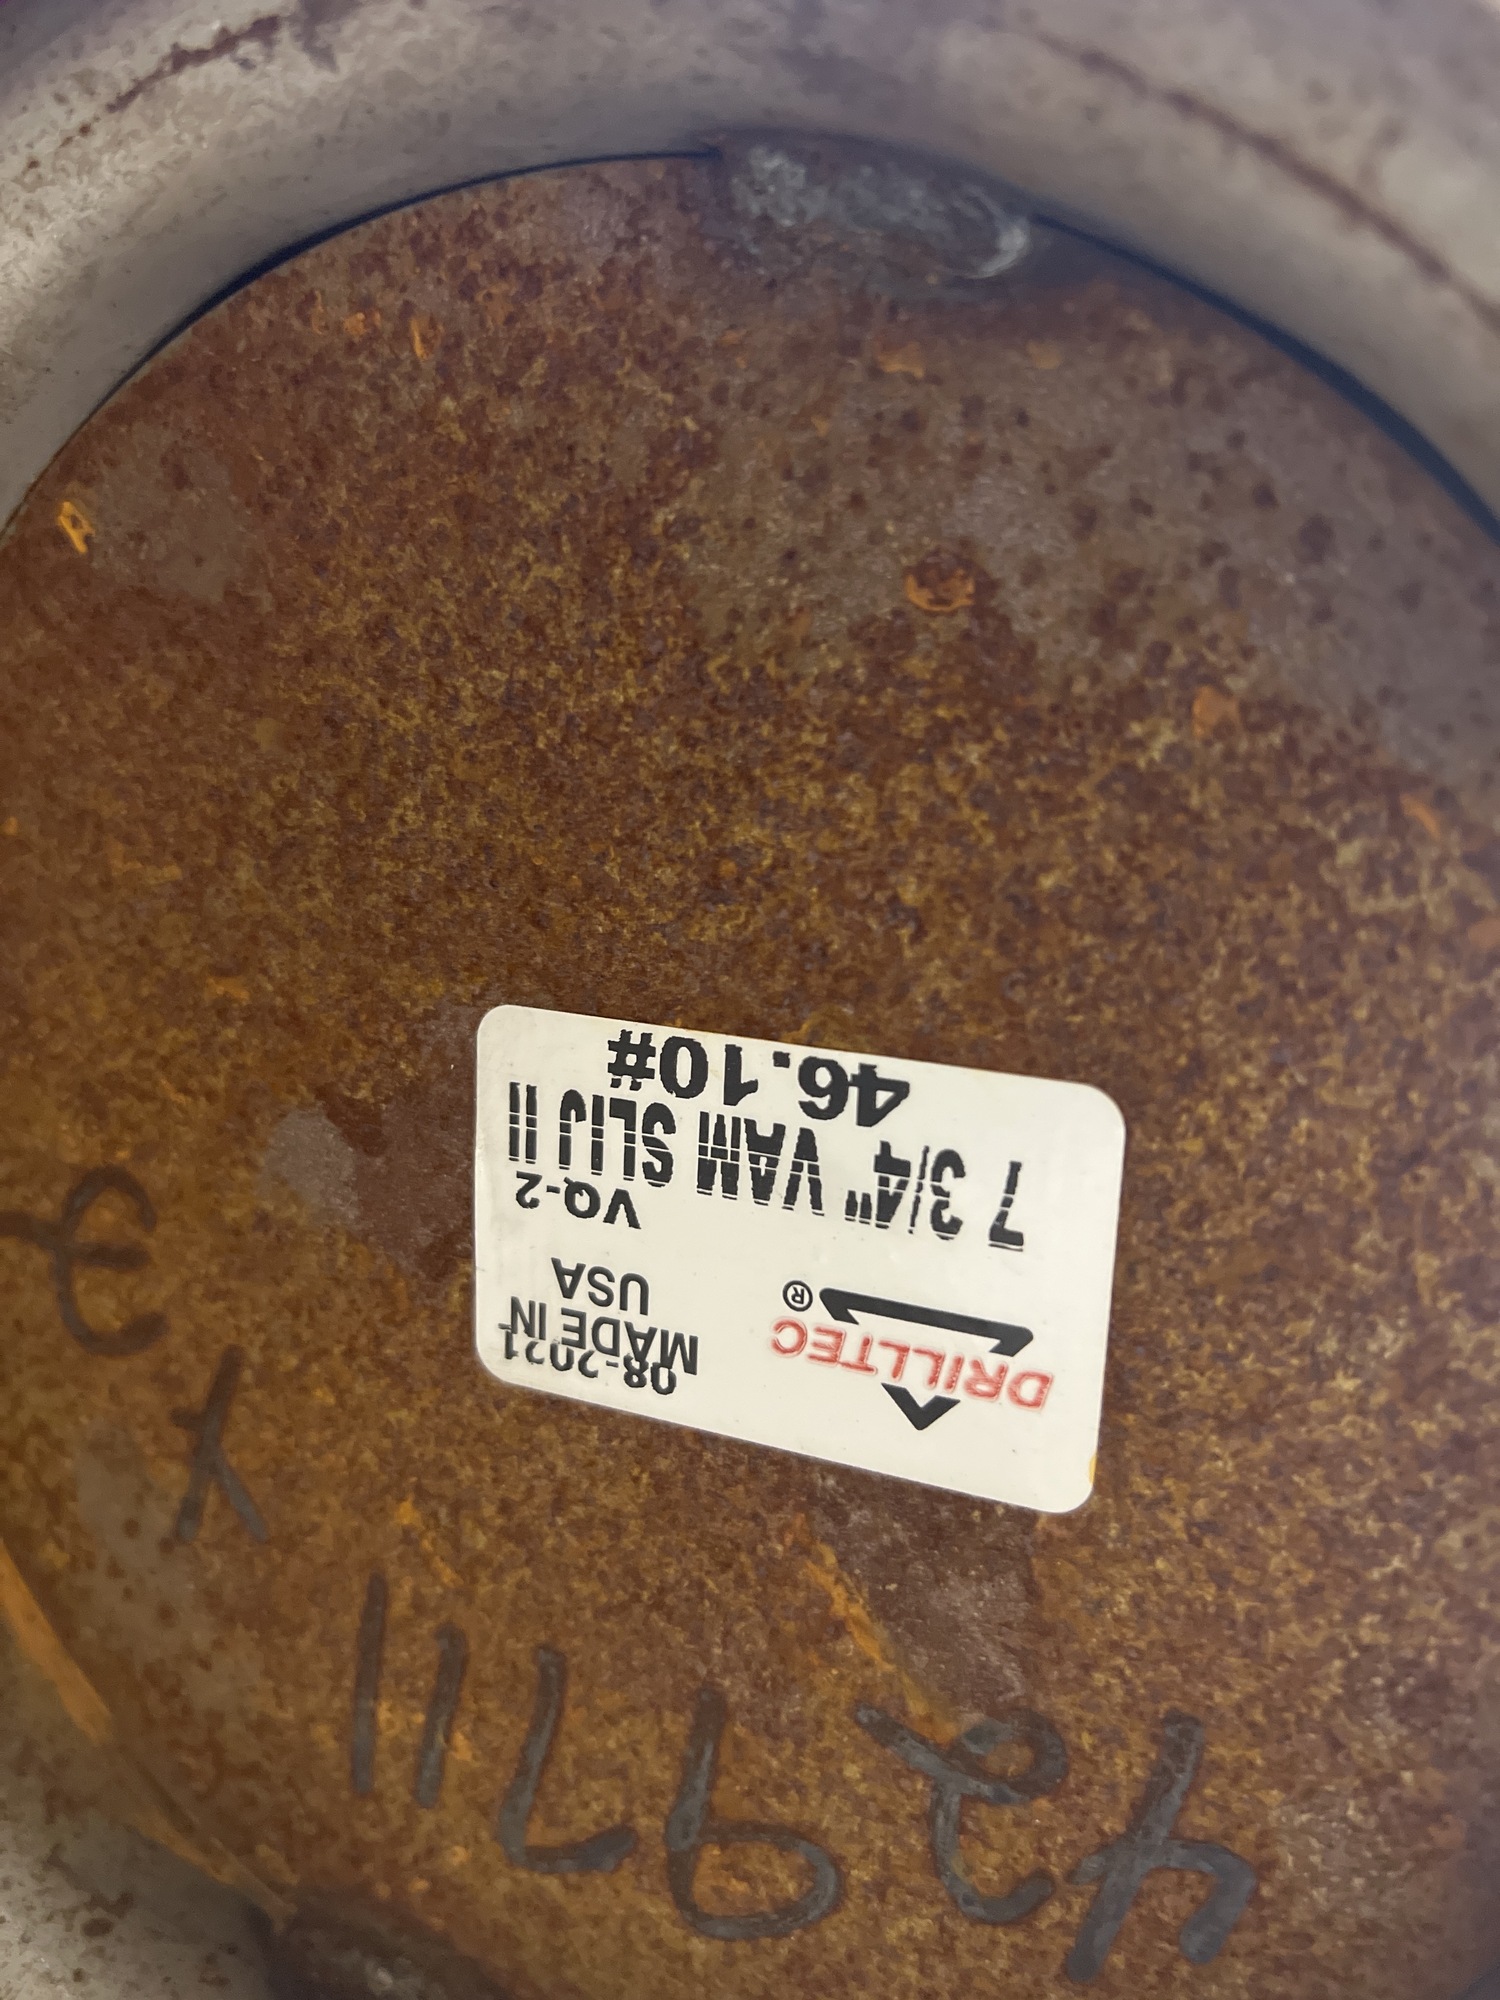 429711
DRILLTEC®
08-2021
MADE IN
USA
VQ-2
7 3/4" VAM SLIJ II
46.10#